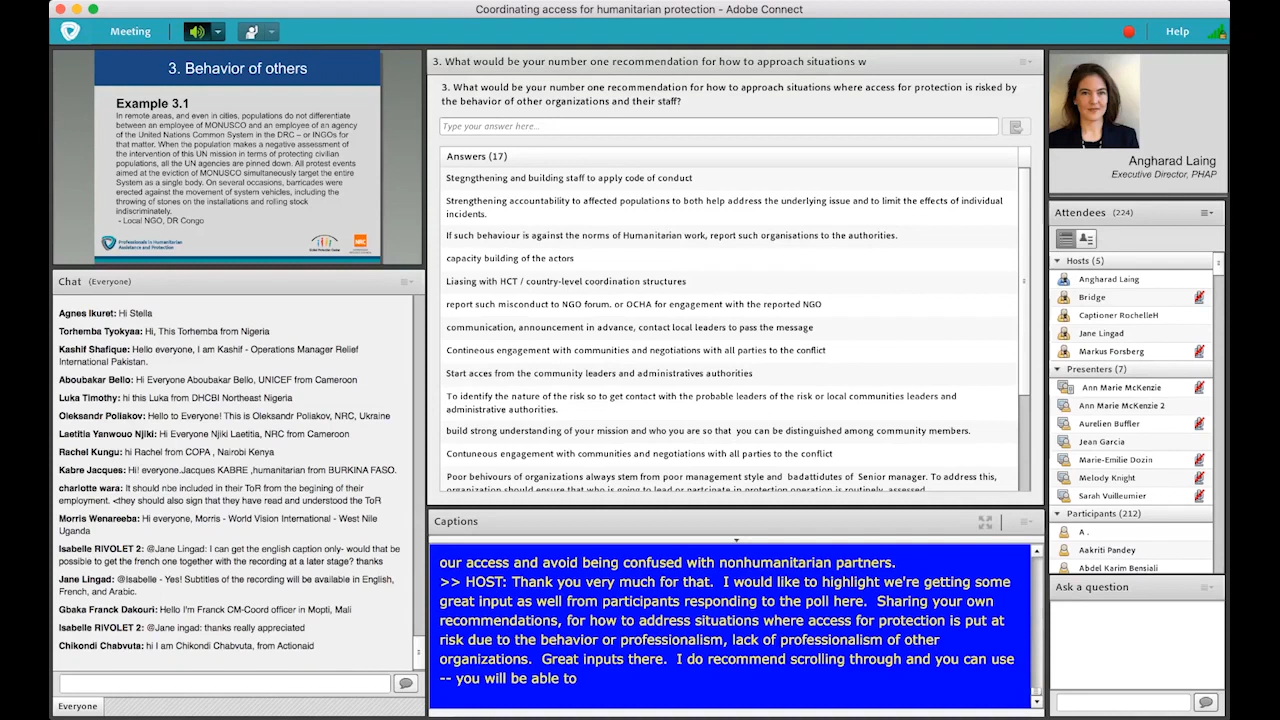 Coordinating access for humanitarian protection - Adobe Connect
Meeting
Help
3. Behavior of others
Example 3.1
In remote areas, and even in cities, populations do not differentiate
between an employee of MONUSCO and an employee of an agency
of the United Nations Common System in the DRC – or INGOs for
that matter. When the population makes a negative assessment of
the intervention of this UN mission in terms of protecting civilian
populations, all the UN agencies are pinned down. All protest events
aimed at the eviction of MONUSCO simultaneously target the entire
System as a single body. On several occasions, barricades were
erected against the movement of system vehicles, including the
throwing of stones on the installations and rolling stock
indiscriminately.
- Local NGO, DR Congo
Professionals in Humanitarian
Assistance and Protection
NRC
Chat (Everyone)
Agnes Ikuret: Hi Stella
Torhemba Tyokyaa: Hi, This Torhemba from Nigeria
Kashif Shafique: Hello everyone, I am Kashif - Operations Manager Relief
International Pakistan.
Aboubakar Bello: Hi Everyone Aboubakar Bello, UNICEF from Cameroon
Luka Timothy: hi this Luka from DHCBI Northeast Nigeria
Oleksandr Poliakov: Hello to Everyone! This is Oleksandr Poliakov, NRC, Ukraine
Laetitia Yanwouo Njiki: Hi Everyone Njiki Laetitia, NRC from Cameroon
Rachel Kungu: hi Rachel from COPA , Nairobi Kenya
Kabre Jacques: Hi! everyone.Jacques KABRE ,humanitarian from BURKINA FASO.
charlotte wara: It should nbe included in their ToR from the begining of their
employment. <they should also sign that they have read and understood the ToR
Morris Wenareeba: Hi everyone, Morris - World Vision International - West Nile
Uganda
Isabelle RIVOLET 2: @Jane Lingad: I can get the english caption only- would that be
possible to get the french one together with the recording at a later stage? thanks
Jane Lingad: @Isabelle - Yes! Subtitles of the recording will be available in English,
French, and Arabic.
Gbaka Franck Dakouri: Hello I'm Franck CM-Coord officer in Mopti, Mali
Isabelle RIVOLET 2: @Jane ingad: thanks really appreciated
Chikondi Chabvuta: hi I am Chikondi Chabvuta, from Actionaid
Everyone
3. What would be your number one recommendation for how to approach situations w
3. What would be your number one recommendation for how to approach situations where access for protection is risked by
the behavior of other organizations and their staff?
Type your answer here...
Answers (17)
Stegngthening and building staff to apply code of conduct
Strengthening accountability to affected populations to both help address the underlying issue and to limit the effects of individual
incidents.
If such behaviour is against the norms of Humanitarian work, report such organisations to the authorities.
capacity building of the actors
Liasing with HCT / country-level coordination structures
report such misconduct to NGO forum. or OCHA for engagement with the reported NGO
communication, announcement in advance, contact local leaders to pass the message
Contineous engagement with communities and negotiations with all parties to the conflict
Start acces from the community leaders and administratives authorities
To identify the nature of the risk so to get contact with the probable leaders of the risk or local communities leaders and
administrative authorities.
build strong understanding of your mission and who you are so that you can be distinguished among community members.
Contuneous engagement with communities and negotiations with all parties to the conflict
Poor behivours of organizations always stem from poor management style and badattidutes of Senior manager. To address this,
organization should ensure that who is going to lead or partcipate in protection operation is routinely assessed
Captions
our access and avoid being confused with nonhumanitarian partners.
>> HOST: Thank you very much for that. I would like to highlight we're getting some
great input as well from participants responding to the poll here. Sharing your own
recommendations, for how to address situations where access for protection is put at
risk due to the behavior or professionalism, lack of professionalism of other
organizations. Great inputs there. I do recommend scrolling through and you can use
-- you will be able to
Angharad Laing
Executive Director, PHAP
Attendees (224)
Hosts (5)
Angharad Laing
Bridge
Captioner RochelleH
Jane Lingad
Markus Forsberg
Presenters (7)
Ann Marie McKenzie
Ann Marie McKenzie 2
Aurelien Buffler
Jean Garcia
Marie-Emilie Dozin
Melody Knight
Sarah Vuilleumier
Participants (212)
A .
Aakriti Pandey
Abdel Karim Bensiali
Ask a question